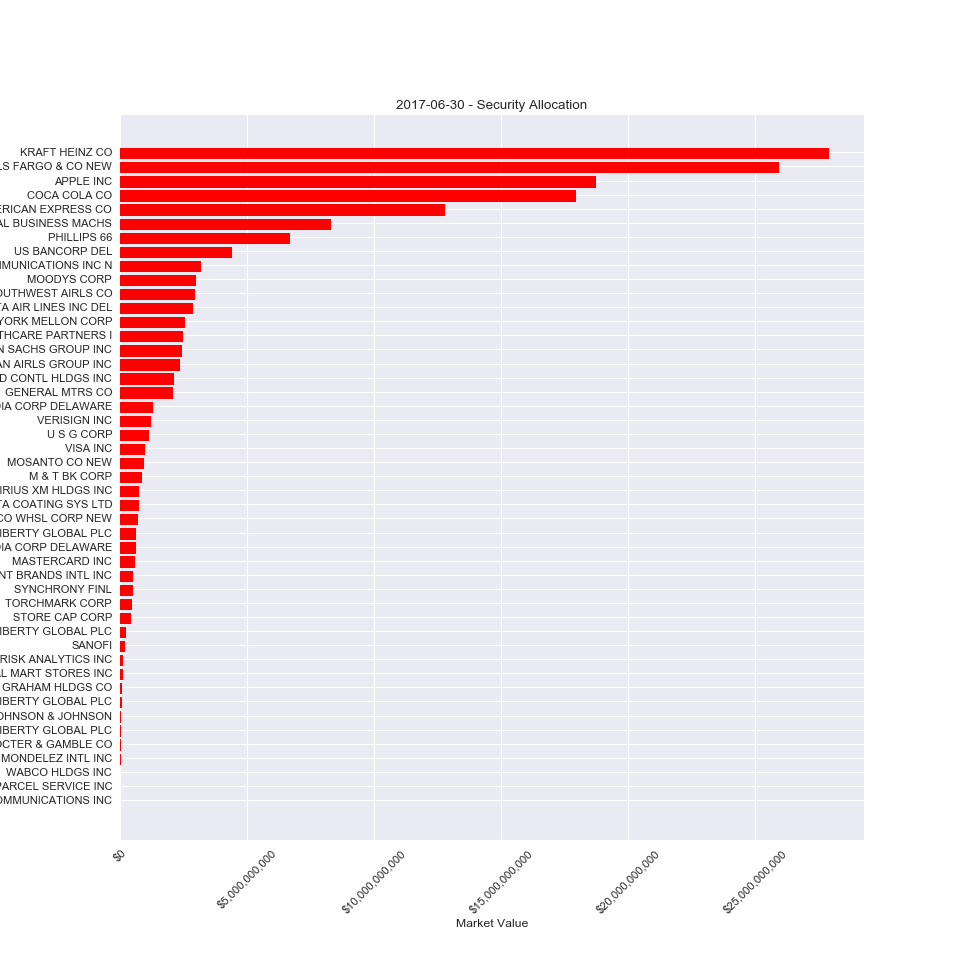 2017-06-30 - Security Allocation
KRAFT HEINZ CO
LS FARGO & CO NEW
APPLE INC
COCA COLA CO
ERICAN EXPRESS CO
AL BUSINESS MACHS
PHILLIPS 66
US BANCORP DEL
MMUNICATIONS INC N
MOODYS CORP
OUTHWEST AIRLS CO
TA AIR LINES INC DEL
YORK MELLON CORP
THCARE PARTNERS I
N SACHS GROUP INC
AN AIRLS GROUP INC
D CONTL HLDGS INC
GENERAL MTRS CO
IA CORP DELAWARE
VERISIGN INC
U S G CORP
VISA INC
MOSANTO CO NEW
M & T BK CORP
IRIUS XM HLDGS INC
TA COATING SYS LTD
CO WHSL CORP NEW
IBERTY GLOBAL PLC
IA CORP DELAWARE
MASTERCARD INC
NT BRANDS INTL INC
SYNCHRONY FINL
TORCHMARK CORP
STORE CAP CORP
IBERTY GLOBAL PLC
SANOFI
RISK ANALYTICS INC
L MART STORES INC
GRAHAM HLDGS CO
IBERTY GLOBAL PLC
OHNSON & JOHNSON
IBERTY GLOBAL PLC
OCTER & GAMBLE CO
MONDELEZ INTL INC
WABCO HLDGS INC
PARCEL SERVICE INC
OMMUNICATIONS INC
$0
$5,000,000,000
$10,000,000,000
$15,000,000,000
$20,000,000,000
$25,000,000,000
Market Value